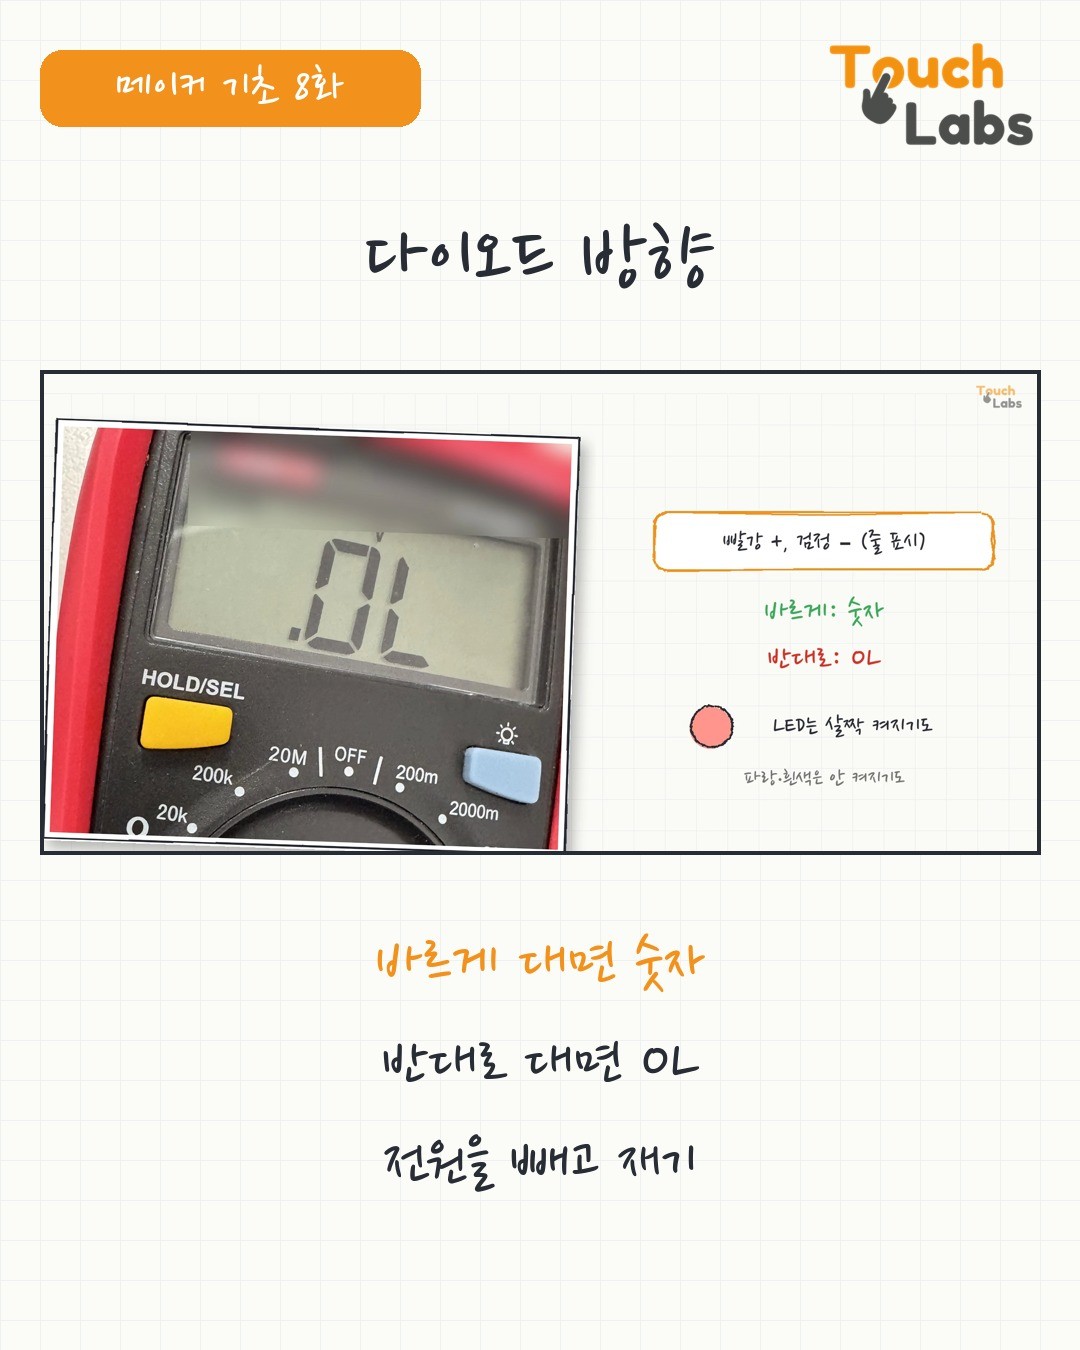 메이커 기초 8화
Touch
Labs
다이오드 방향
Touch
Labs
.0L
HOLD/SEL
20M
OFF
200k
200m
20k
2000m
빨강 +, 검정 – (줄 표시)
바르게: 숫자
반대로: OL
LED는 살짝 켜지기도
파랑·흰색은 안 켜지기도
바르게 대면 숫자
반대로 대면 OL
전원을 빼고 재기